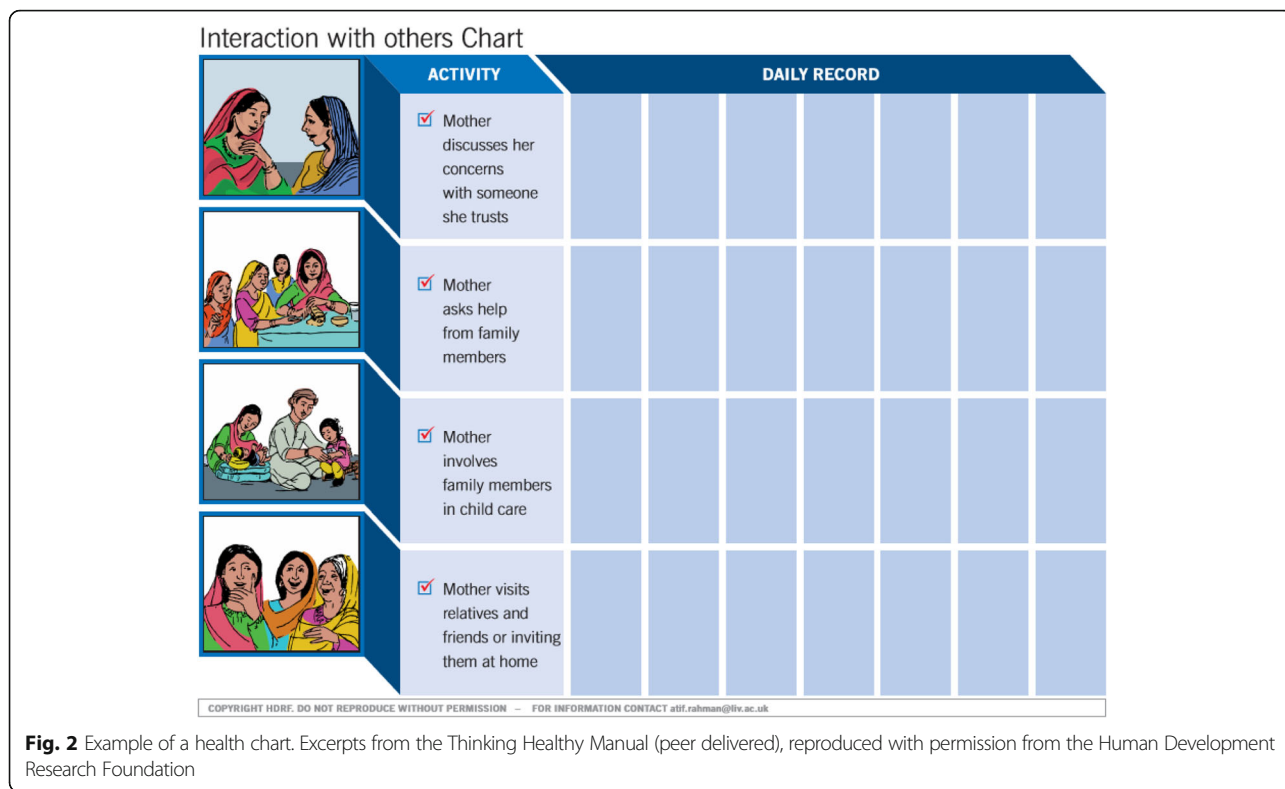 Interaction with others Chart
ACTIVITY
DAILY RECORD
Mother
discusses her
concerns
with someone
she trusts
Mother
asks help
from family
members
Mother
involves
family members
in child care
Mother visits
relatives and
friends or inviting
them at home
COPYRIGHT HDRF. DO NOT REPRODUCE WITHOUT PERMISSION – FOR INFORMATION CONTACT atif.rahman@liv.ac.uk
Fig. 2 Example of a health chart. Excerpts from the Thinking Healthy Manual (peer delivered), reproduced with permission from the Human Development
Research Foundation